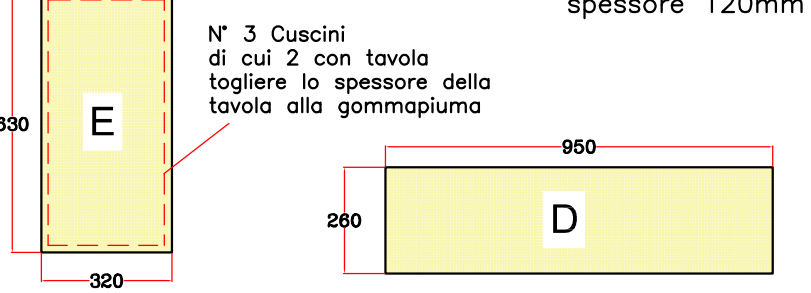 spessore 120mm
N° 3 Cuscini
di cui 2 con tavola
togliere lo spessore della
tavola alla gommapiuma
E
630
320
950
260
D